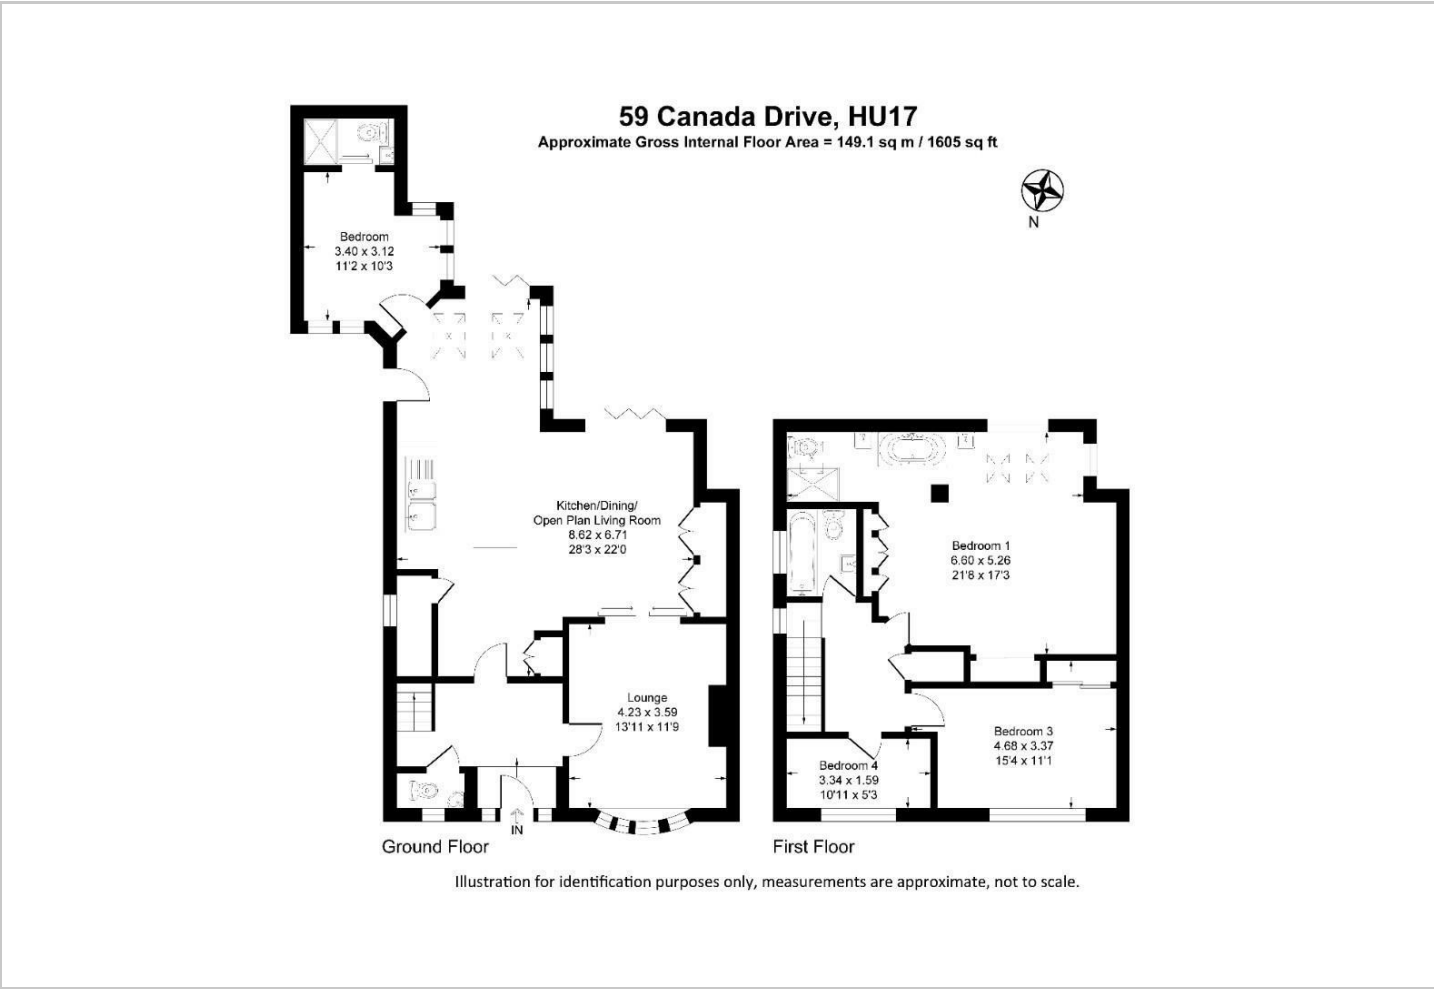 59 Canada Drive, HU17
Approximate Gross Internal Floor Area = 149.1 sq m / 1605 sq ft
N
Bedroom
3.40 x 3.12
11'2 x 10'3
Kitchen/Dining/
Open Plan Living Room
8.62 x 6.71
28'3 x 22'0
Lounge
4.23 x 3.59
13'11 x 11'9
IN
Ground Floor
Bedroom 1
6.60 x 5.26
21'8 x 17'3
Bedroom 3
4.68 x 3.37
15'4 x 11'1
Bedroom 4
3.34 x 1.59
10'11 x 5'3
First Floor
Illustration for identification purposes only, measurements are approximate, not to scale.